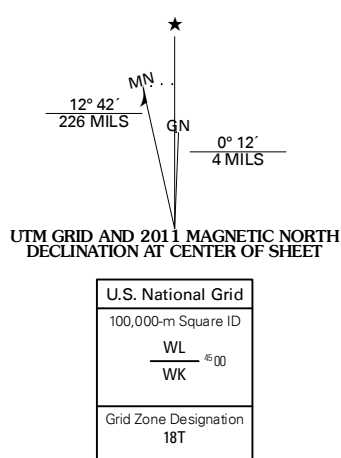 ★
MN
GN
12° 42´
226 MILS
0° 12´
4 MILS
UTM GRID AND 2011 MAGNETIC NORTH
DECLINATION AT CENTER OF SHEET
U.S. National Grid
100,000-m Square ID
WL
4500
WK
Grid Zone Designation
18T